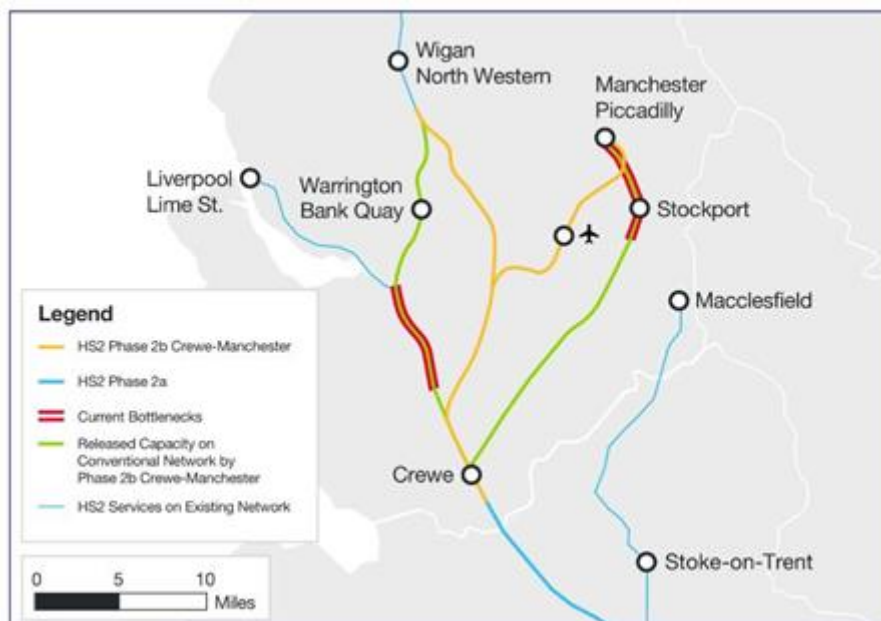 Wigan
North Western
Manchester
Piccadilly
Liverpool
Lime St.
Warrington
Bank Quay
Stockport
Macclesfield
Legend
HS2 Phase 2b Crewe-Manchester
HS2 Phase 2a
Current Bottlenecks
Released Capacity on
Conventional Network by
Phase 2b Crewe-Manchester
HS2 Services on Existing Network
Crewe
Stoke-on-Trent
0 5 10
Miles